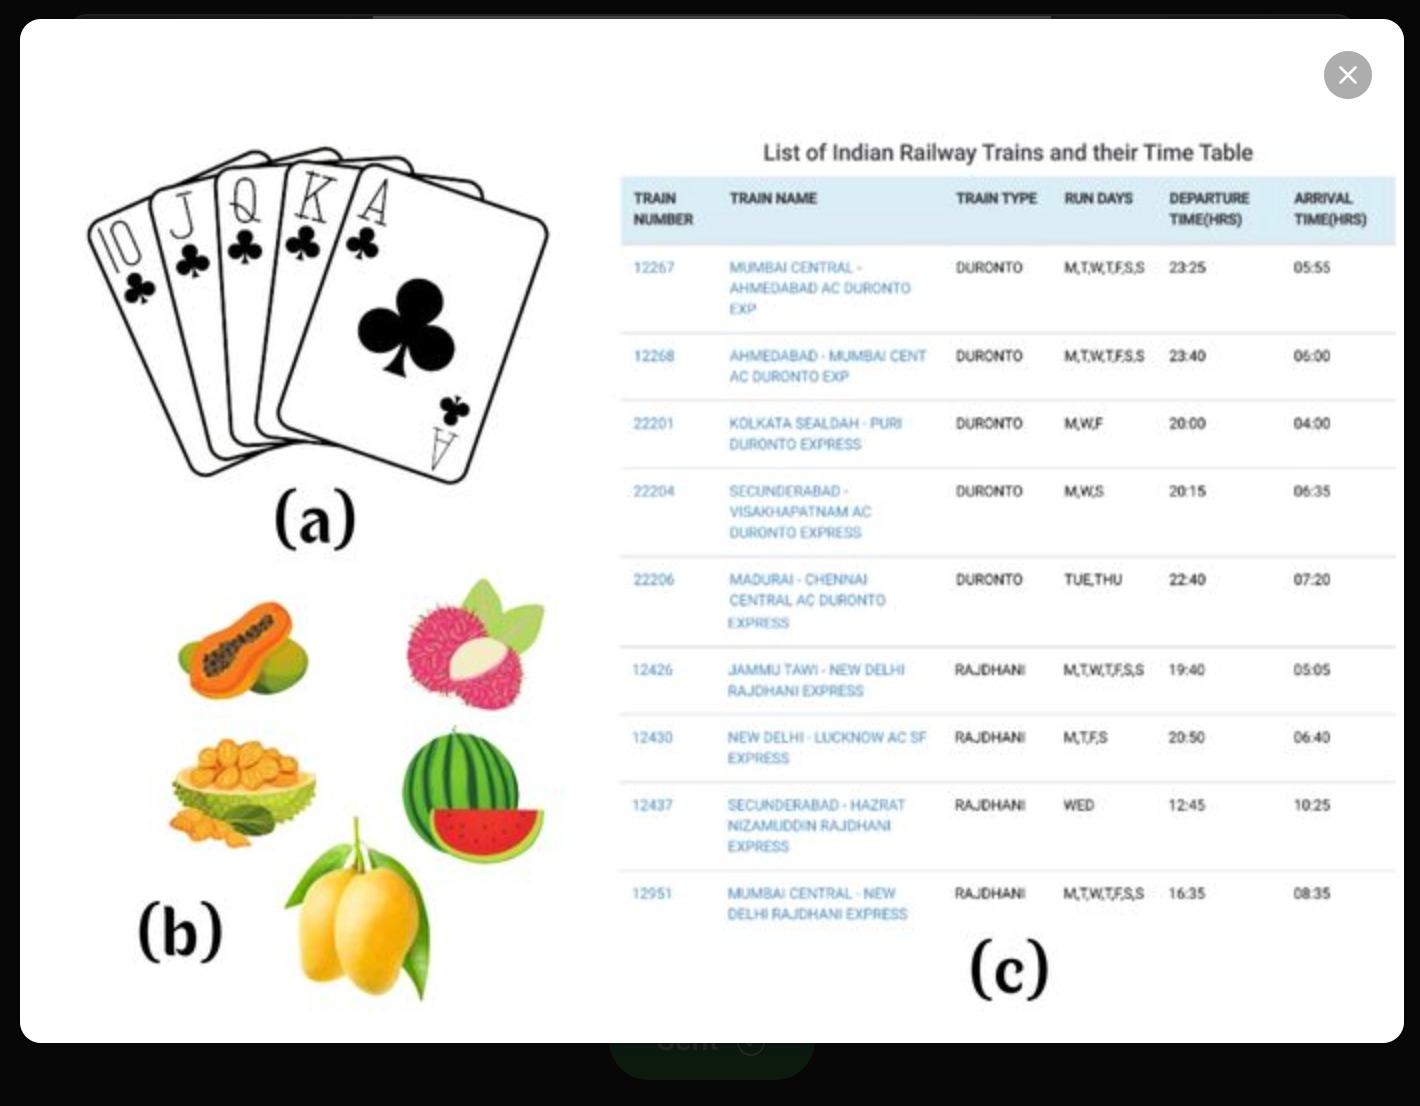 10 J Q K A
A
(a)
(b)
List of Indian Railway Trains and their Time Table
TRAIN NUMBER TRAIN NAME TRAIN TYPE RUN DAYS DEPARTURE TIME(HRS) ARRIVAL TIME(HRS)
12267 MUMBAI CENTRAL - DURONTO M,T,W,T,F,S,S 23:25 05:55
AHMEDABAD AC DURONTO
EXP
12268 AHMEDABAD - MUMBAI CENT DURONTO M,T,W,T,F,S,S 23:40 06:00
AC DURONTO EXP
22201 KOLKATA SEALDAH - PURI DURONTO M,W,F 20:00 04:00
DURONTO EXPRESS
22204 SECUNDERABAD - DURONTO M,W,S 20:15 06:35
VISAKHAPATNAM AC
DURONTO EXPRESS
22206 MADURAI - CHENNAI DURONTO TUE,THU 22:40 07:20
CENTRAL AC DURONTO
EXPRESS
12426 JAMMU TAWI - NEW DELHI RAJDHANI M,T,W,T,F,S,S 19:40 05:05
RAJDHANI EXPRESS
12430 NEW DELHI - LUCKNOW AC SF RAJDHANI M,T,F,S 20:50 06:40
EXPRESS
12437 SECUNDERABAD - HAZRAT RAJDHANI WED 12:45 10:25
NIZAMUDDIN RAJDHANI
EXPRESS
12951 MUMBAI CENTRAL - NEW RAJDHANI M,T,W,T,F,S,S 16:35 08:35
DELHI RAJDHANI EXPRESS
(c)
Sent